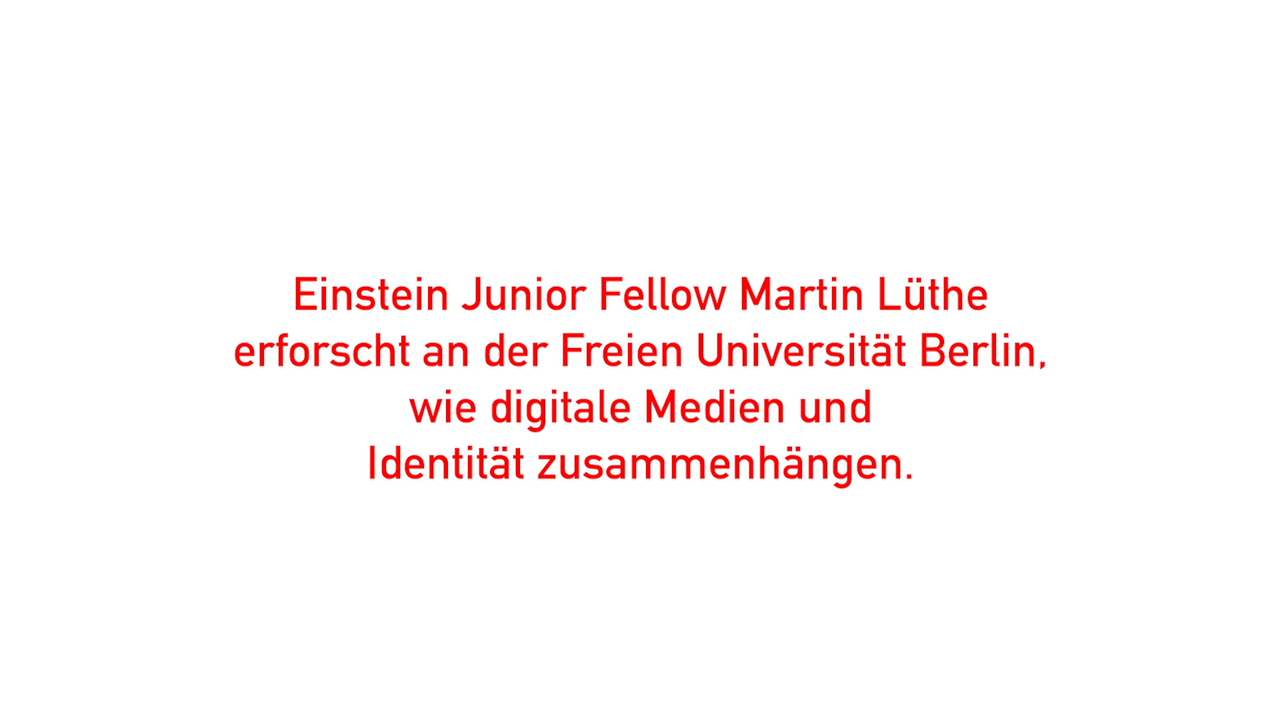 Einstein Junior Fellow Martin Lüthe
erforscht an der Freien Universität Berlin,
wie digitale Medien und
Identität zusammenhängen.